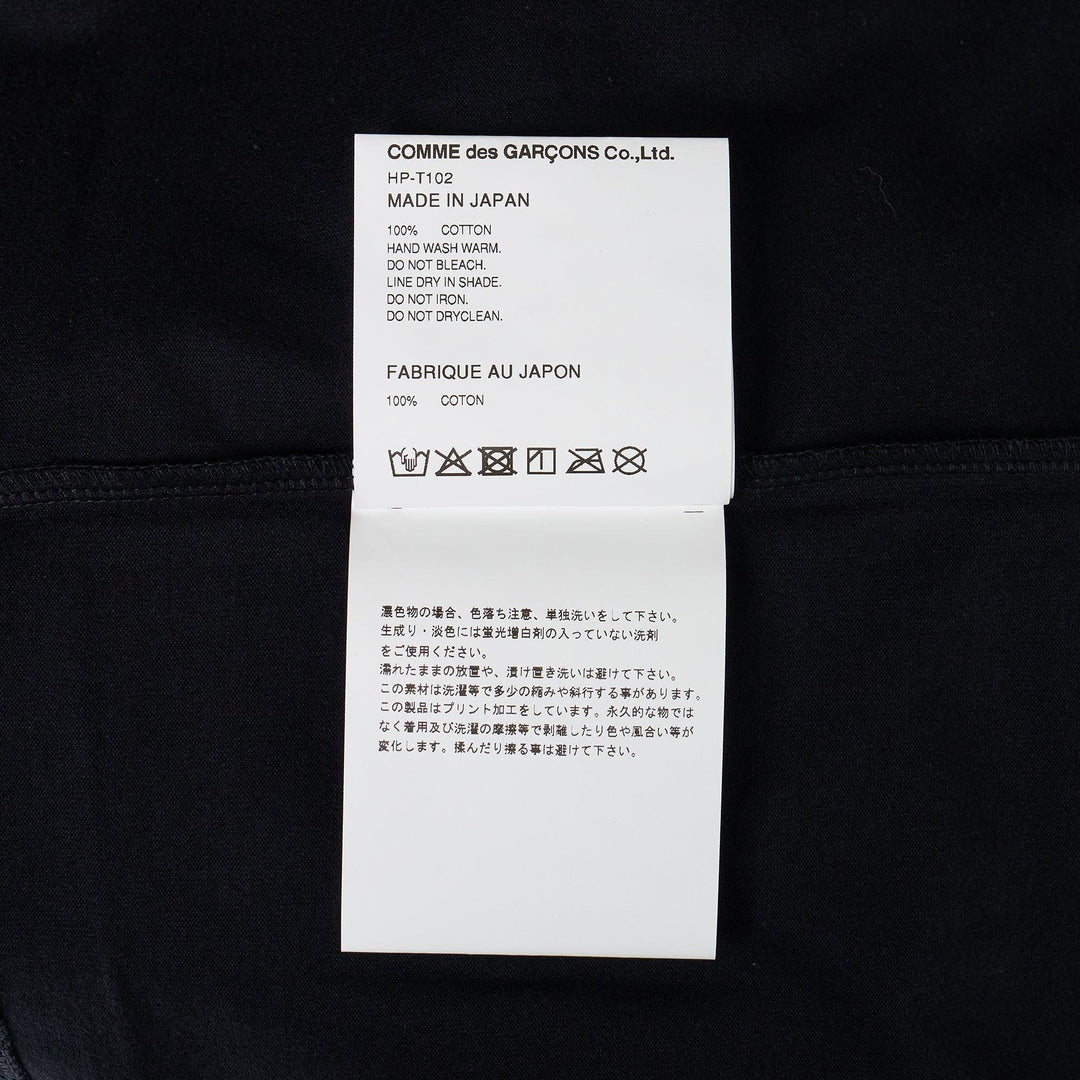 COMME des GARÇONS Co.,Ltd.
HP-T102
MADE IN JAPAN
100% COTTON
HAND WASH WARM.
DO NOT BLEACH.
LINE DRY IN SHADE.
DO NOT IRON.
DO NOT DRYCLEAN.
FABRIQUE AU JAPON
100% COTON
濃色物の場合、色落ち注意、単独洗いをして下さい。
生成り・淡色には蛍光増白剤の入っていない洗剤
をご使用ください。
濡れたままの放置や、漬け置き洗いは避けて下さい。
この素材は洗濯等で多少の縮みや斜行する事があります。
この製品はプリント加工をしています。永久的な物では
なく着用及び洗濯の摩擦等で剥離したり色や風合い等が
変化します。揉んだり擦る事は避けて下さい。